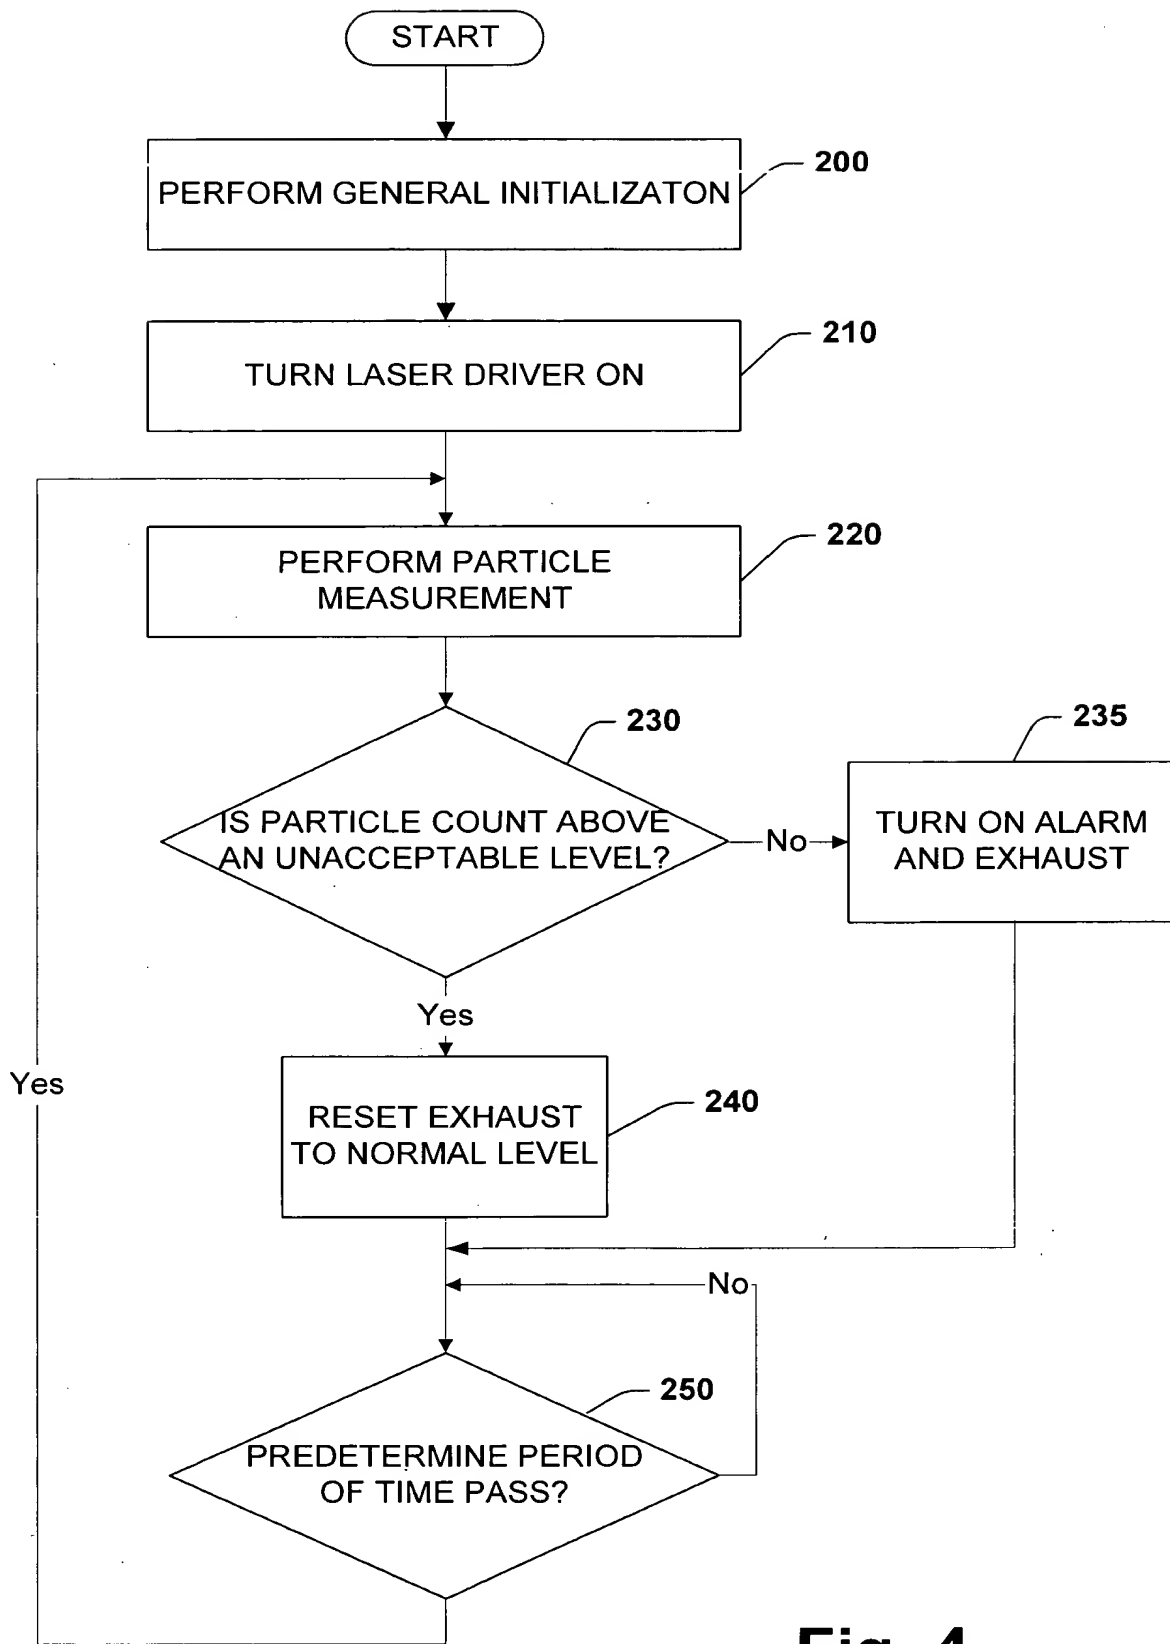 START
200
PERFORM GENERAL INITIALIZATON
210
TURN LASER DRIVER ON
220
PERFORM PARTICLE
MEASUREMENT
230
235
IS PARTICLE COUNT ABOVE
AN UNACCEPTABLE LEVEL?
No
TURN ON ALARM
AND EXHAUST
Yes
Yes
240
RESET EXHAUST
TO NORMAL LEVEL
No
250
PREDETERMINE PERIOD
OF TIME PASS?
Fig. 4